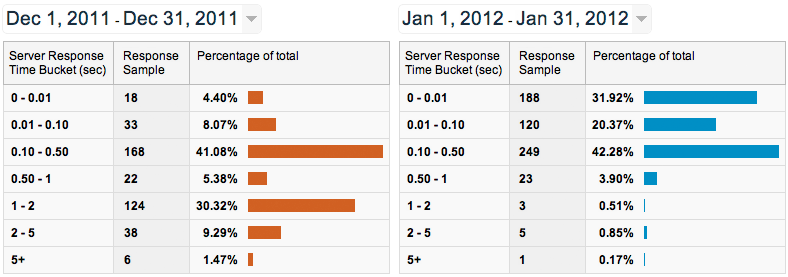 Dec 1, 2011 - Dec 31, 2011
Server Response Time Bucket (sec) Response Sample Percentage of total
0 - 0.01 18 4.40%
0.01 - 0.10 33 8.07%
0.10 - 0.50 168 41.08%
0.50 - 1 22 5.38%
1 - 2 124 30.32%
2 - 5 38 9.29%
5+ 6 1.47%
Jan 1, 2012 - Jan 31, 2012
Server Response Time Bucket (sec) Response Sample Percentage of total
0 - 0.01 188 31.92%
0.01 - 0.10 120 20.37%
0.10 - 0.50 249 42.28%
0.50 - 1 23 3.90%
1 - 2 3 0.51%
2 - 5 5 0.85%
5+ 1 0.17%